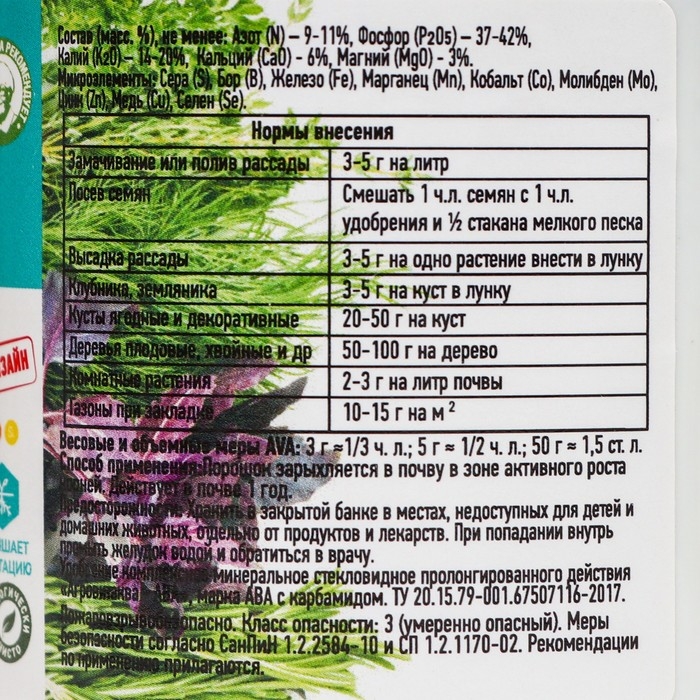 Состав (масс. %), не менее: Азот (N) – 9-11%, Фосфор (P2O5) – 37-42%,
Калий (K2O) – 14-20%, Кальций (CaO) - 6%, Магний (MgO) - 3%.
Микроэлементы: Сера (S), Бор (B), Железо (Fe), Марганец (Mn), Кобальт (Co), Молибден (Mo),
Цинк (Zn), Медь (Cu), Селен (Se).
Нормы внесения
Замачивание или полив рассады 3-5 г на литр
Посев семян Смешать 1 ч.л. семян с 1 ч.л.
удобрения и ½ стакана мелкого песка
Высадка рассады 3-5 г на одно растение внести в лунку
Клубника, земляника 3-5 г на куст в лунку
Кусты ягодные и декоративные 20-50 г на куст
Деревья плодовые, хвойные и др 50-100 г на дерево
Комнатные растения 2-3 г на литр почвы
Газоны при закладке 10-15 г на м²
Весовые и объемные меры AVA: 3 г ≈1/3 ч. л.; 5 г ≈ 1/2 ч. л.; 50 г ≈ 1,5 ст. л.
Способ применения: Порошок зарыхляется в почву в зоне активного роста
корней. Действует в почве 1 год.
Предосторожности: Хранить в закрытой банке в местах, недоступных для детей и
домашних животных, отдельно от продуктов и лекарств. При попадании внутрь
промыть желудок водой и обратиться в врачу.
Удобрение комплексное минеральное стекловидное пролонгированного действия
AVA, марка AVA с карбамидом. ТУ 20.15.79-001.67507116-2017.
Пожаровзрывобезопасно. Класс опасности: 3 (умеренно опасный). Меры
безопасности согласно СанПиН 1.2.2584-10 и СП 1.2.1170-02. Рекомендации
по применению прилагаются.
РЕКОМЕНДУЕТ
ЗАЙН